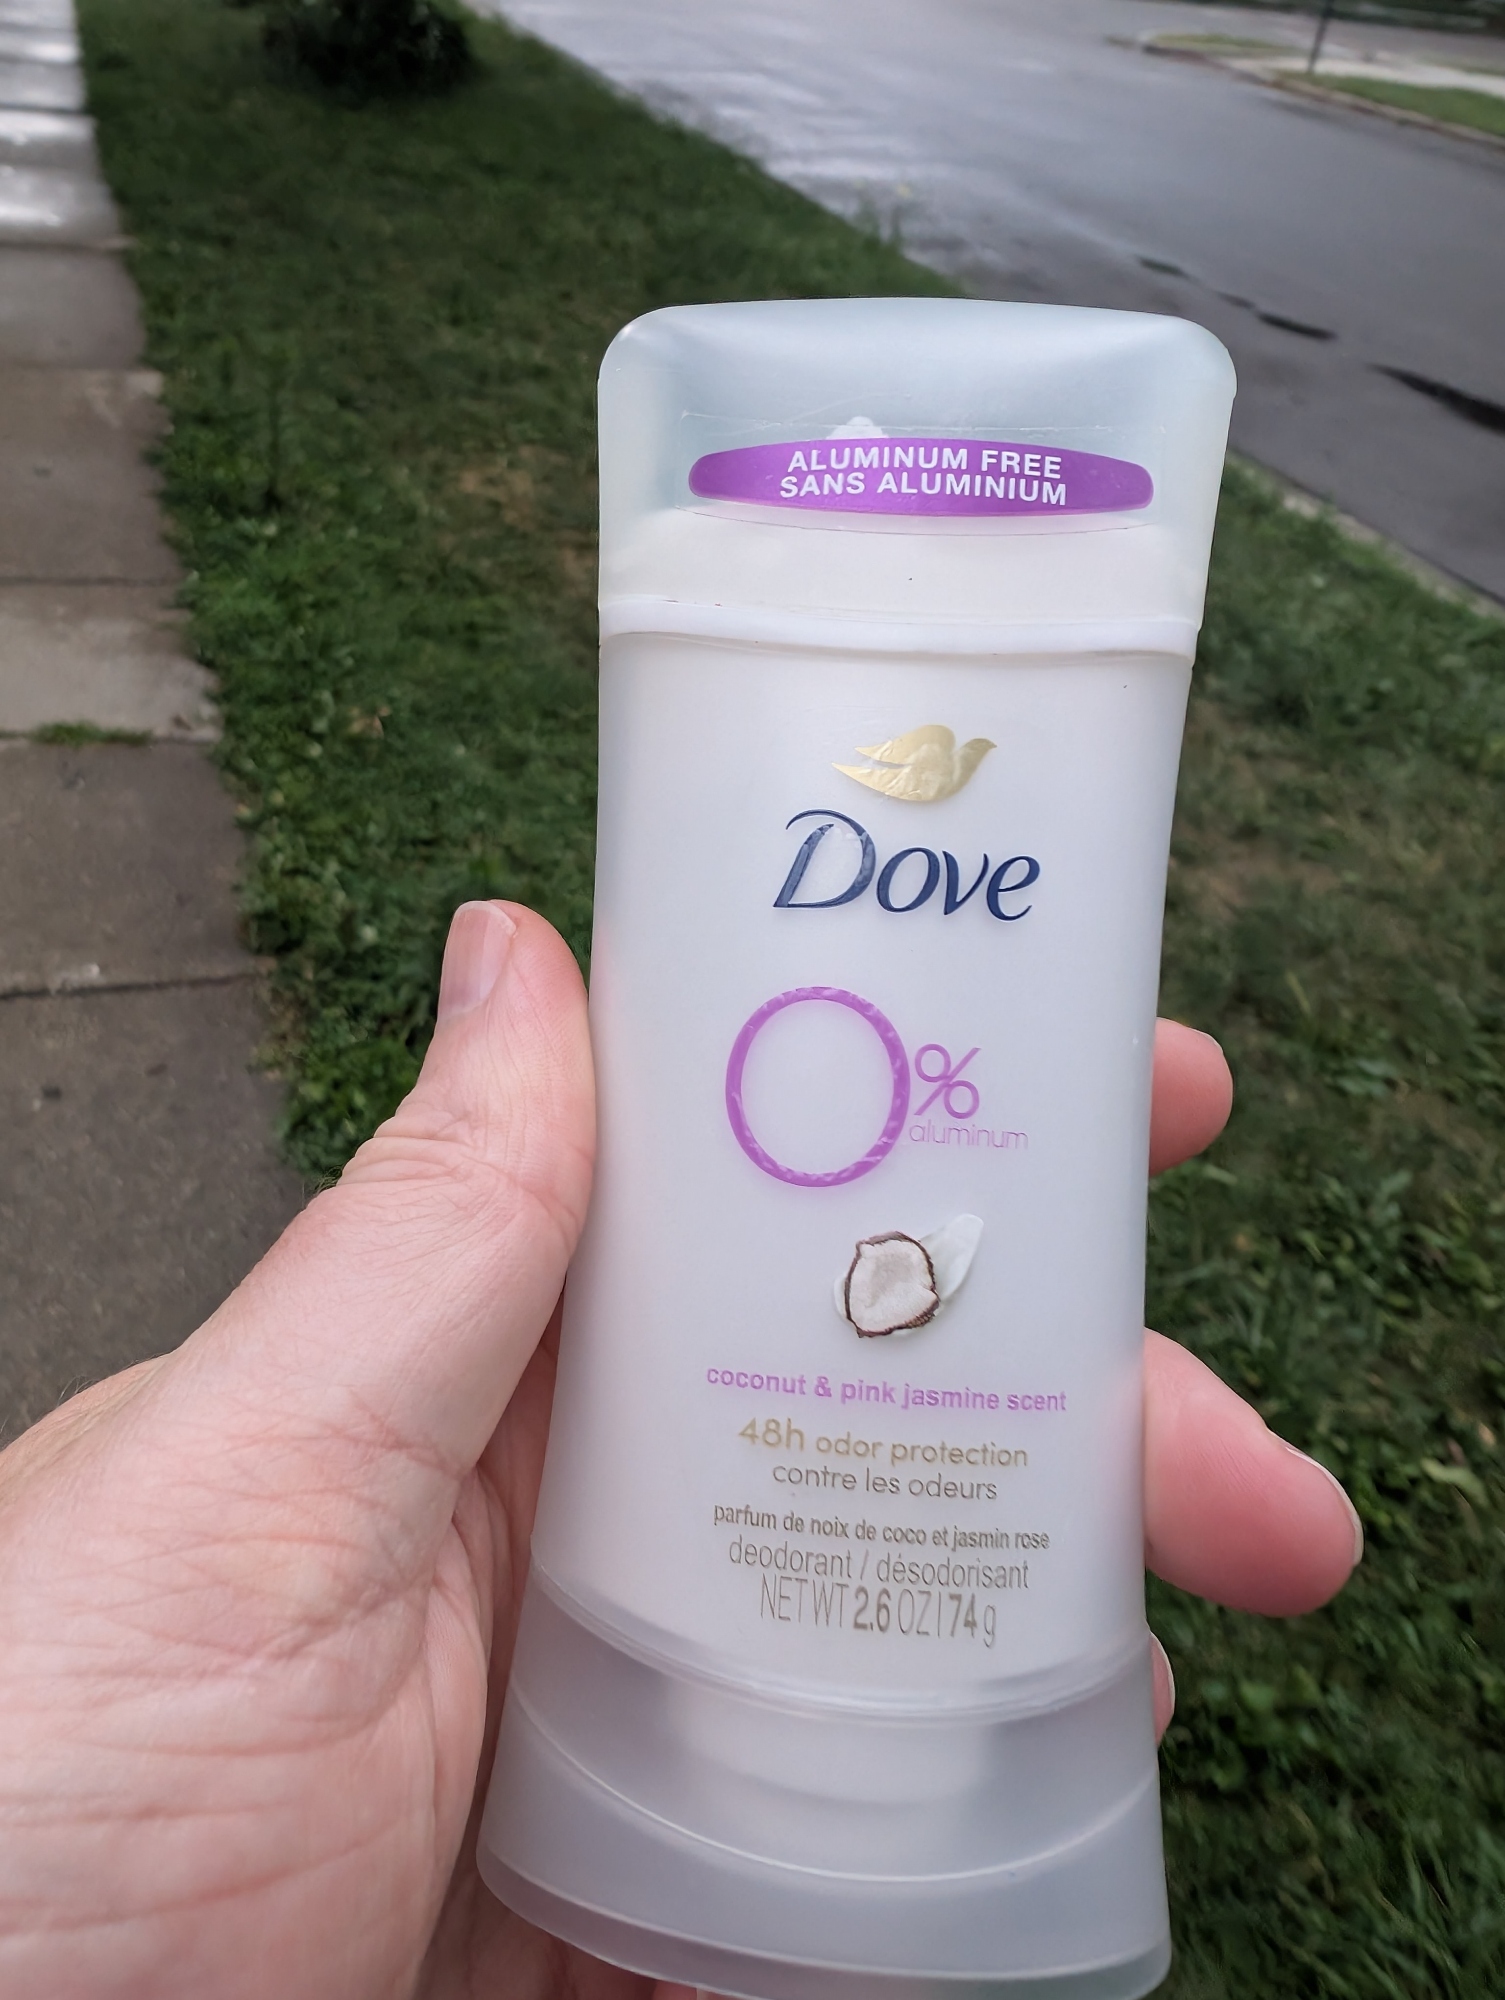 ALUMINUM FREE
SANS ALUMINIUM
Dove
0%
aluminum
coconut & pink jasmine scent
48h odor protection
contre les odeurs
parfum de noix de coco et jasmin rose
deodorant / désodorisant
NET WT 2.6 OZ | 74 g